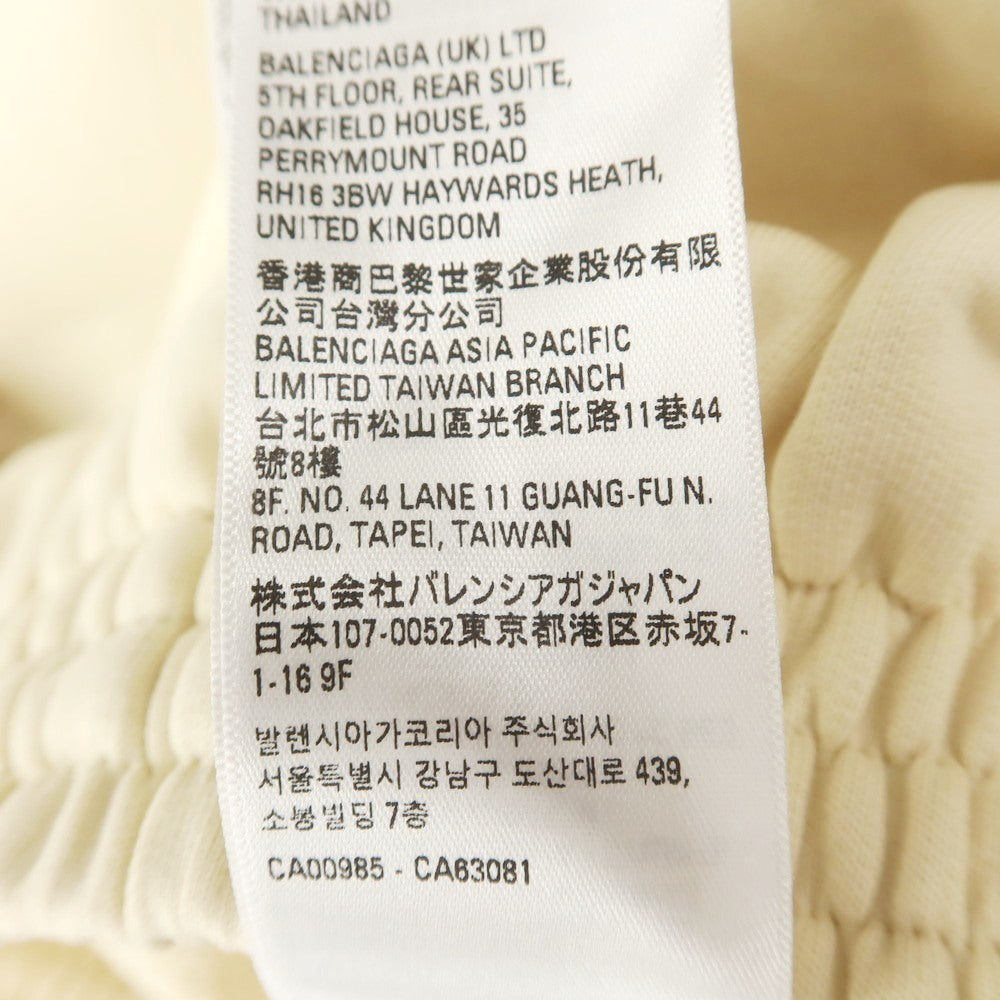 THAILAND
BALENCIAGA (UK) LTD
5TH FLOOR, REAR SUITE,
OAKFIELD HOUSE, 35
PERRYMOUNT ROAD
RH16 3BW HAYWARDS HEATH,
UNITED KINGDOM
香港商巴黎世家企業股份有限
公司台灣分公司
BALENCIAGA ASIA PACIFIC
LIMITED TAIWAN BRANCH
台北市松山區光復北路11巷44
號8樓
8F. NO. 44 LANE 11 GUANG-FU N.
ROAD, TAPEI, TAIWAN
株式会社バレンシアガジャパン
日本107-0052東京都港区赤坂7-
1-16 9F
발렌시아가코리아 주식회사
서울특별시 강남구 도산대로 439,
소봉빌딩 7층
CA00985 - CA63081